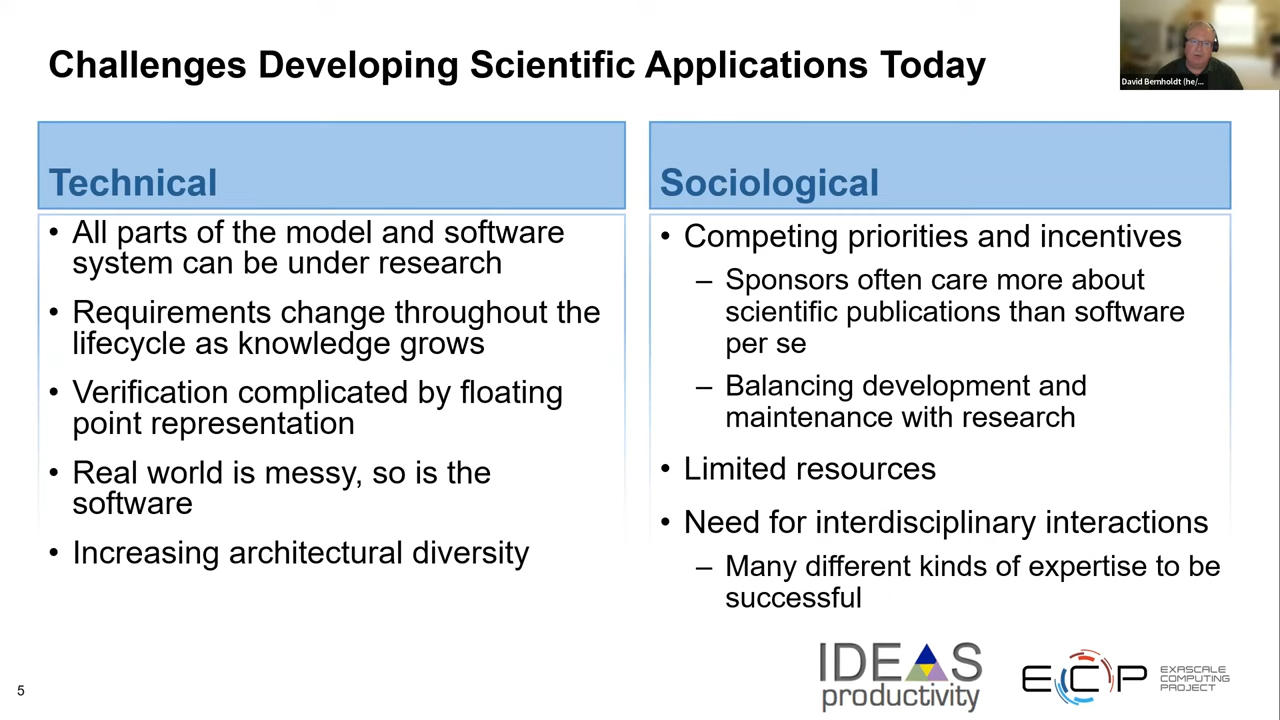 Challenges Developing Scientific Applications Today
David Bernholdt (he/...
Technical
• All parts of the model and software
system can be under research
• Requirements change throughout the
lifecycle as knowledge grows
• Verification complicated by floating
point representation
• Real world is messy, so is the
software
• Increasing architectural diversity
Sociological
• Competing priorities and incentives
– Sponsors often care more about
scientific publications than software
per se
– Balancing development and
maintenance with research
• Limited resources
• Need for interdisciplinary interactions
– Many different kinds of expertise to be
successful
5
IDEAS
productivity
ECP
EXASCALE
COMPUTING
PROJECT